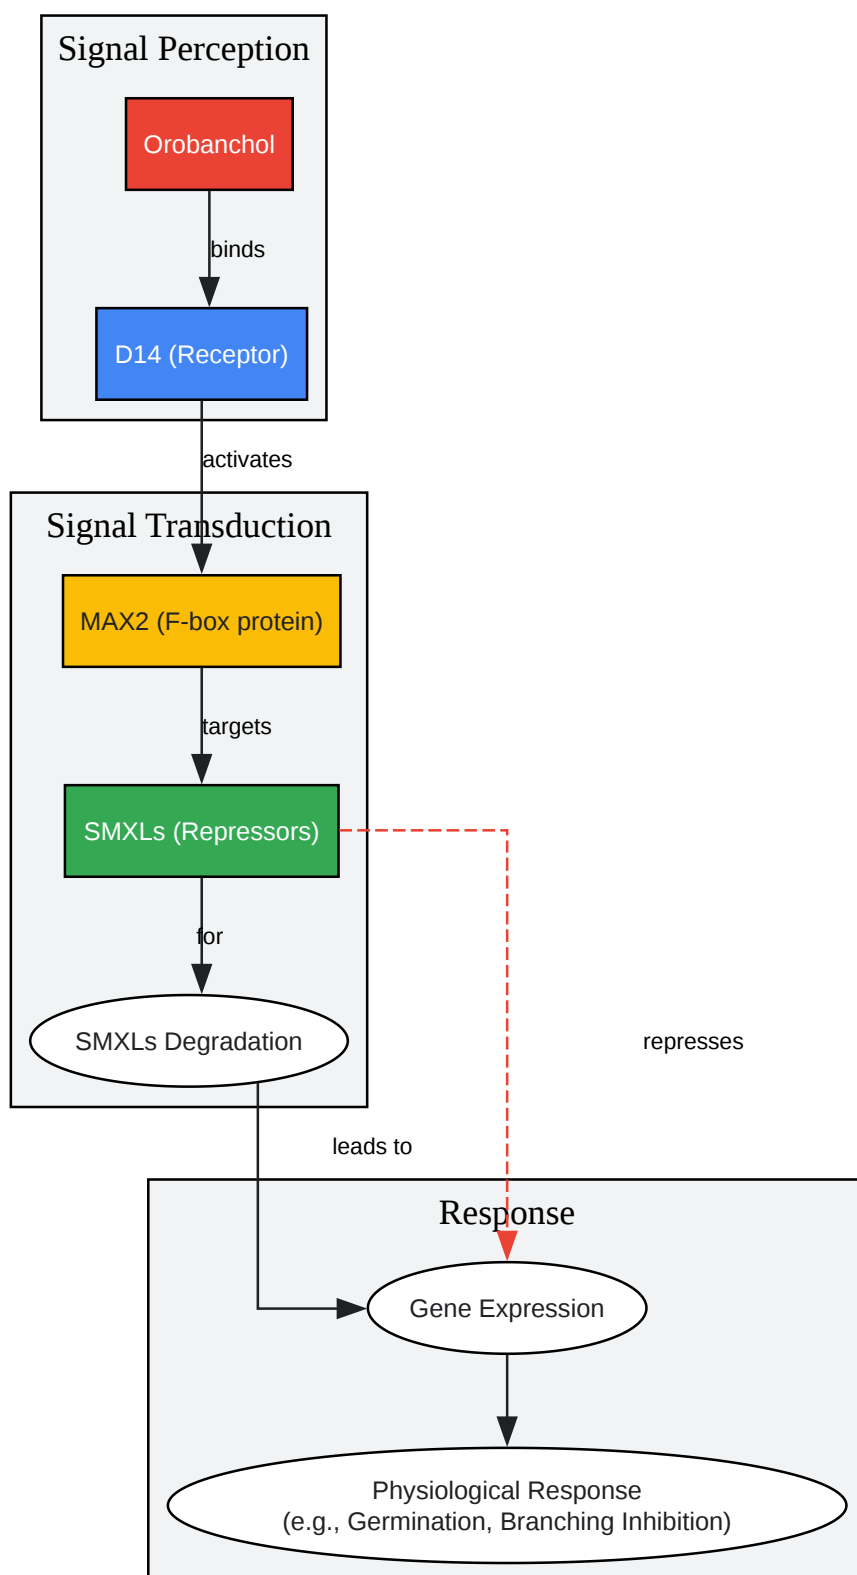 Signal Perception
Orobanchol
binds
D14 (Receptor)
activates
Signal Transduction
MAX2 (F-box protein)
targets
SMXLs (Repressors)
for
SMXLs Degradation
represses
leads to
Response
Gene Expression
Physiological Response
(e.g., Germination, Branching Inhibition)